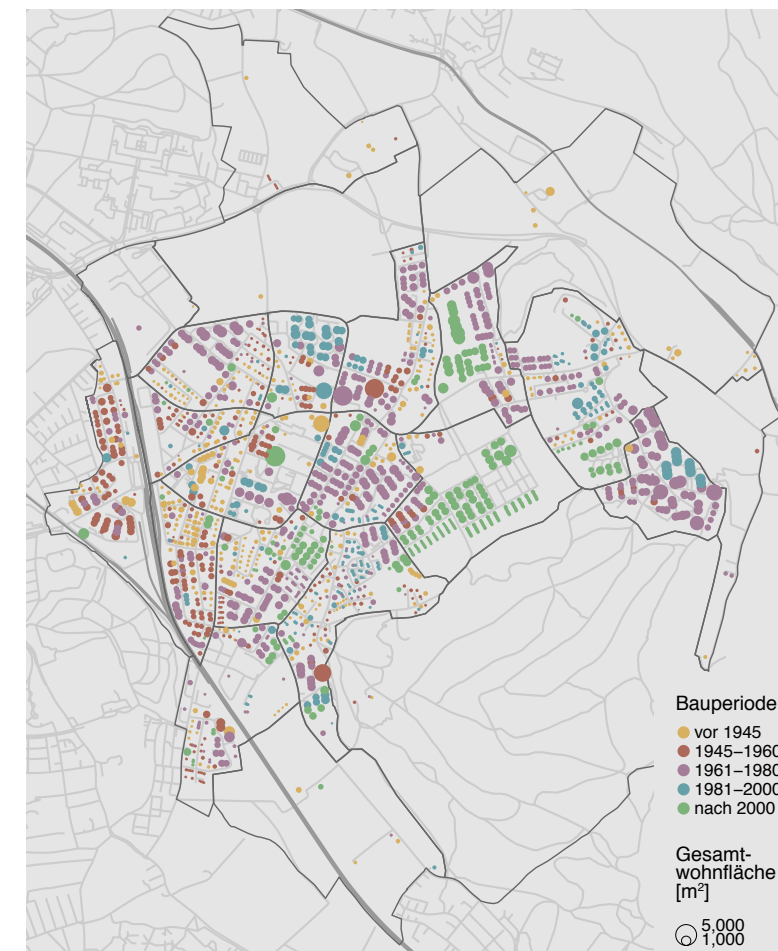 Bauperiode
vor 1945
1945–1960
1961–1980
1981–2000
nach 2000
Gesamt-
wohnfläche
[m²]
5,000
1,000